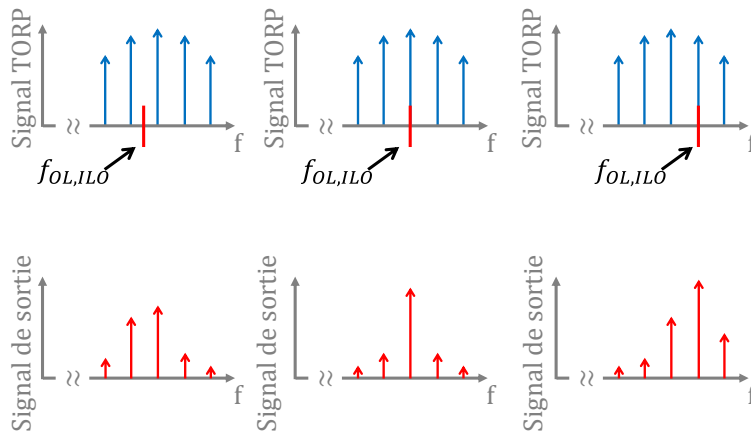 Signal TORP
f
f_{OL,ILO}
Signal TORP
f
f_{OL,ILO}
Signal TORP
f
f_{OL,ILO}
Signal de sortie
f
Signal de sortie
f
Signal de sortie
f